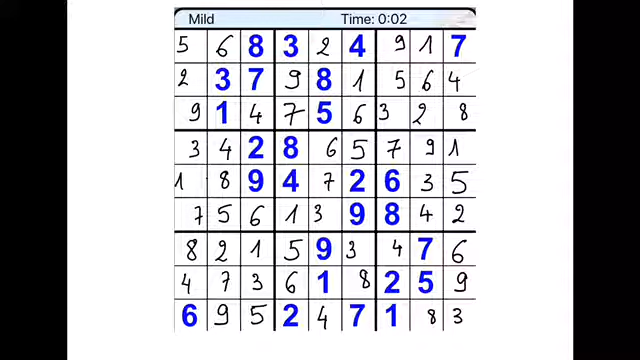 Mild Time: 0:02
5 6 8 3 2 4 9 1 7
2 3 7 9 8 1 5 6 4
9 1 4 7 5 6 3 2 8
3 4 2 8 6 5 7 9 1
1 8 9 4 7 2 6 3 5
7 5 6 1 3 9 8 4 2
8 2 1 5 9 3 4 7 6
4 7 3 6 1 8 2 5 9
6 9 5 2 4 7 1 8 3